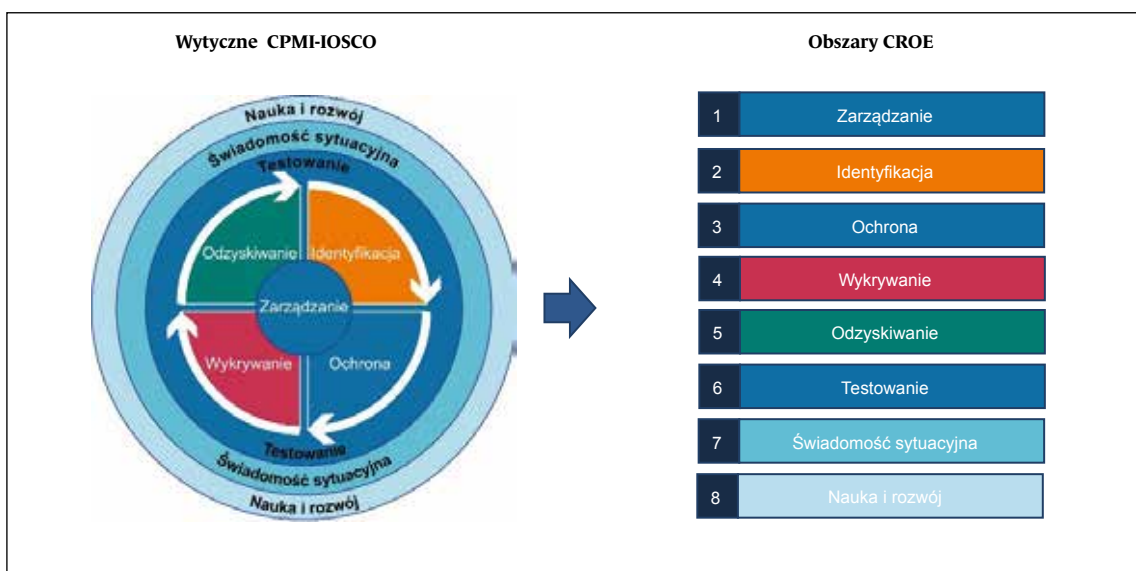 Wytyczne CPMI-IOSCO
Nauka i rozwój
Świadomość sytuacyjna
Testowanie
Odzyskiwanie
Identyfikacja
Zarządzanie
Wykrywanie
Ochrona
Testowanie
Świadomość sytuacyjna
Nauka i rozwój
Obszary CROE
1 Zarządzanie
2 Identyfikacja
3 Ochrona
4 Wykrywanie
5 Odzyskiwanie
6 Testowanie
7 Świadomość sytuacyjna
8 Nauka i rozwój